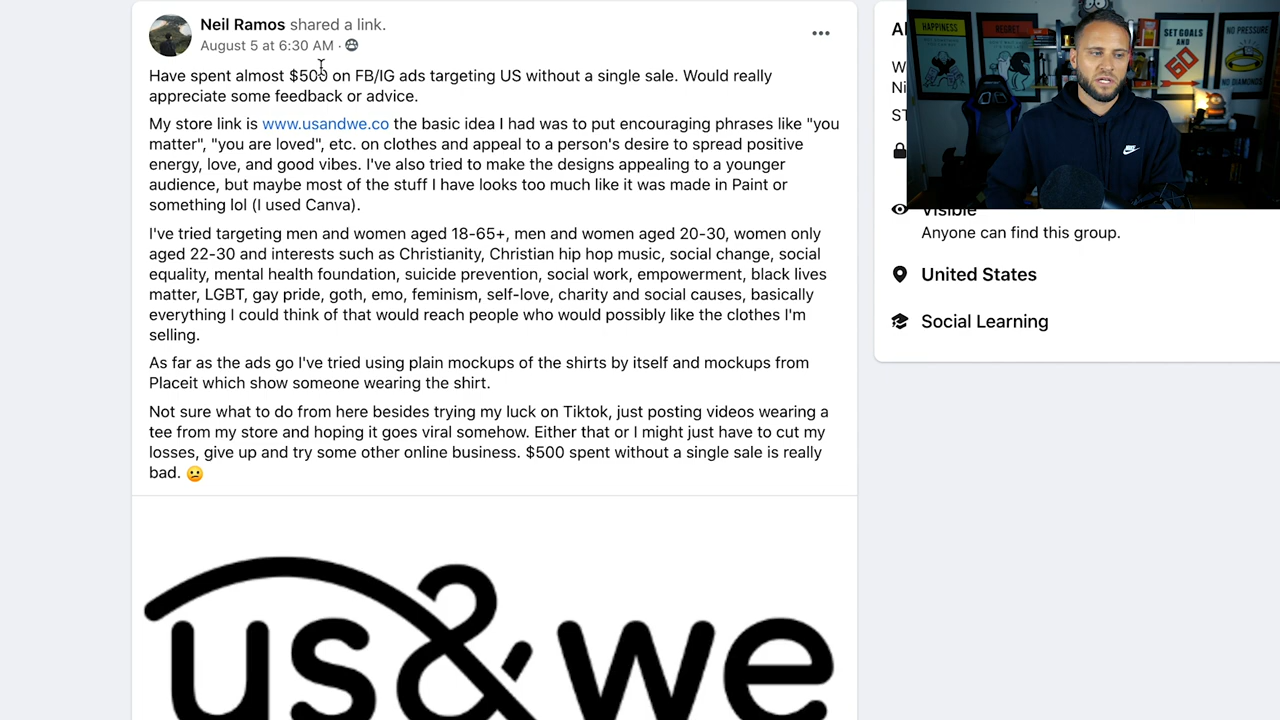 Neil Ramos shared a link.
August 5 at 6:30 AM ·
Have spent almost $500 on FB/IG ads targeting US without a single sale. Would really
appreciate some feedback or advice.
My store link is www.usandwe.co the basic idea I had was to put encouraging phrases like "you
matter", "you are loved", etc. on clothes and appeal to a person's desire to spread positive
energy, love, and good vibes. I've also tried to make the designs appealing to a younger
audience, but maybe most of the stuff I have looks too much like it was made in Paint or
something lol (I used Canva).
I've tried targeting men and women aged 18-65+, men and women aged 20-30, women only
aged 22-30 and interests such as Christianity, Christian hip hop music, social change, social
equality, mental health foundation, suicide prevention, social work, empowerment, black lives
matter, LGBT, gay pride, goth, emo, feminism, self-love, charity and social causes, basically
everything I could think of that would reach people who would possibly like the clothes I'm
selling.
As far as the ads go I've tried using plain mockups of the shirts by itself and mockups from
Placeit which show someone wearing the shirt.
Not sure what to do from here besides trying my luck on Tiktok, just posting videos wearing a
tee from my store and hoping it goes viral somehow. Either that or I might just have to cut my
losses, give up and try some other online business. $500 spent without a single sale is really
bad.
us&we
HAPPINESS
REGRET
SET GOALS
AND
GO
NO PRESSURE,
NO DIAMONDS
Visible
Anyone can find this group.
United States
Social Learning